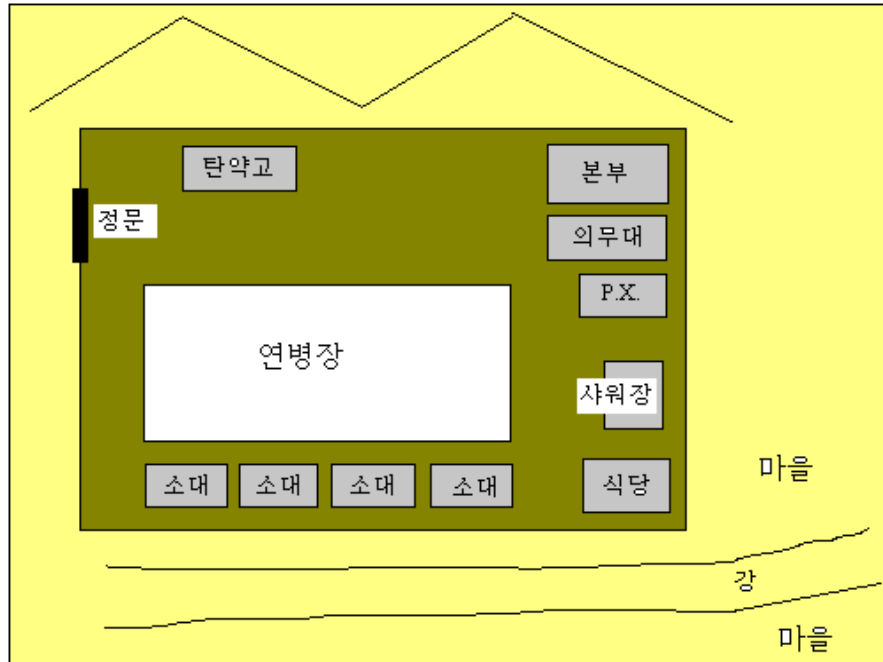 탄약고
본부
정문
의무대
P.X.
연병장
샤워장
소대 소대 소대 소대
식당
마을
강
마을